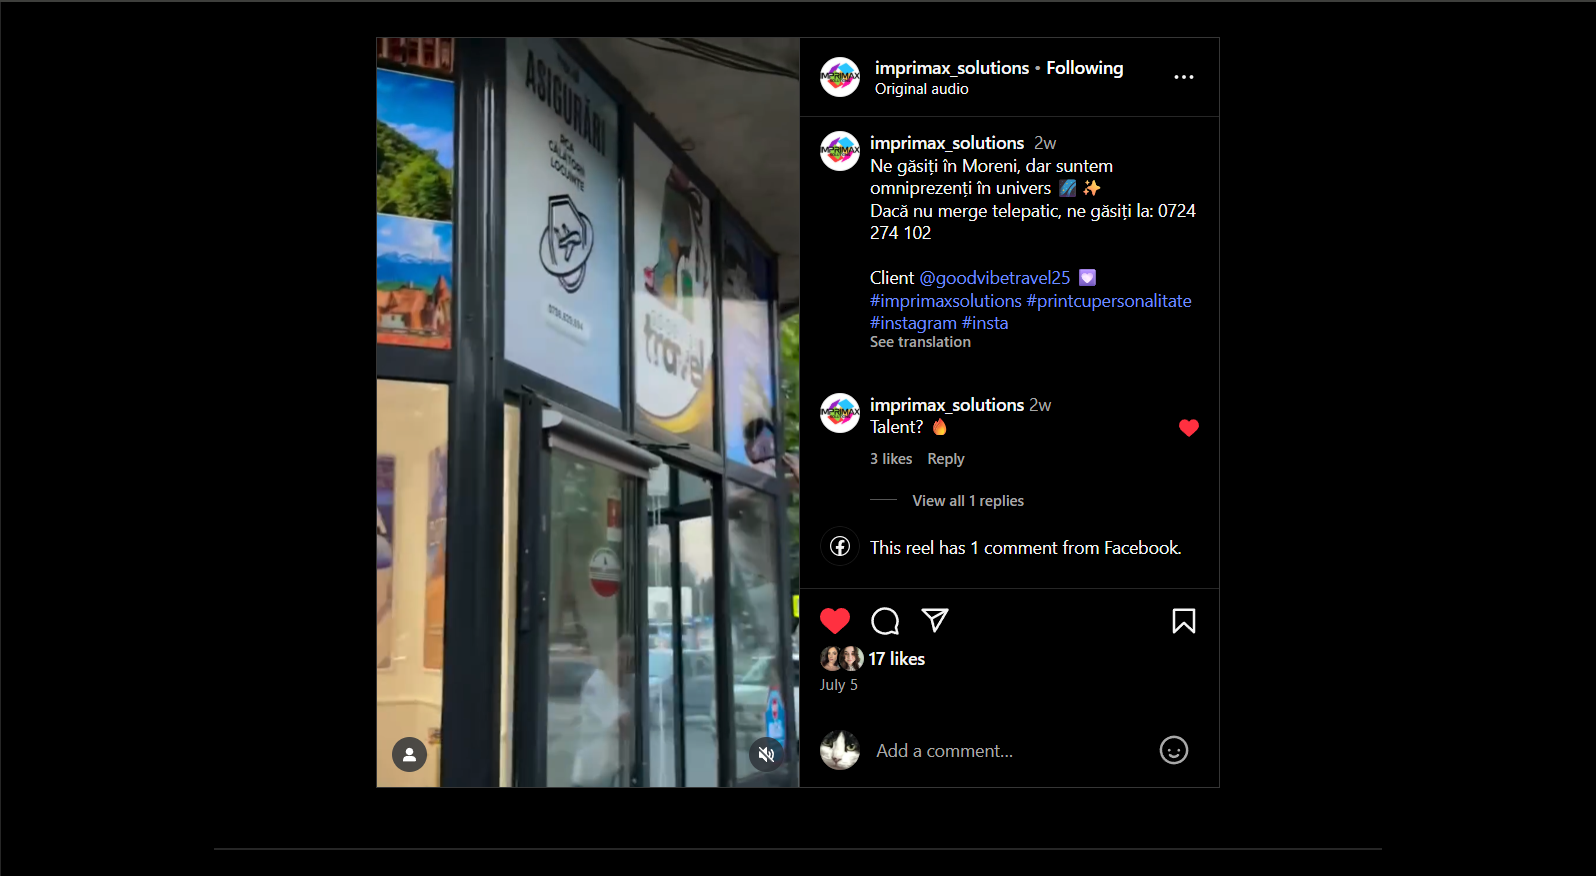 ASIGURĂRI
RCA
CĂLĂTORII
LOCUINȚE
travel
imprimax_solutions • Following
Original audio
IMPRIMAX
imprimax_solutions 2w
Ne găsiți în Moreni, dar suntem
omniprezenți în univers 🌌 ✨
Dacă nu merge telepatic, ne găsiți la: 0724
274 102
Client @goodvibetravel25 💟
#imprimaxsolutions #printcupersonalitate
#instagram #insta
See translation
IMPRIMAX
imprimax_solutions 2w
Talent? 🔥
3 likes Reply
View all 1 replies
This reel has 1 comment from Facebook.
17 likes
July 5
Add a comment...
IMPRIMAX